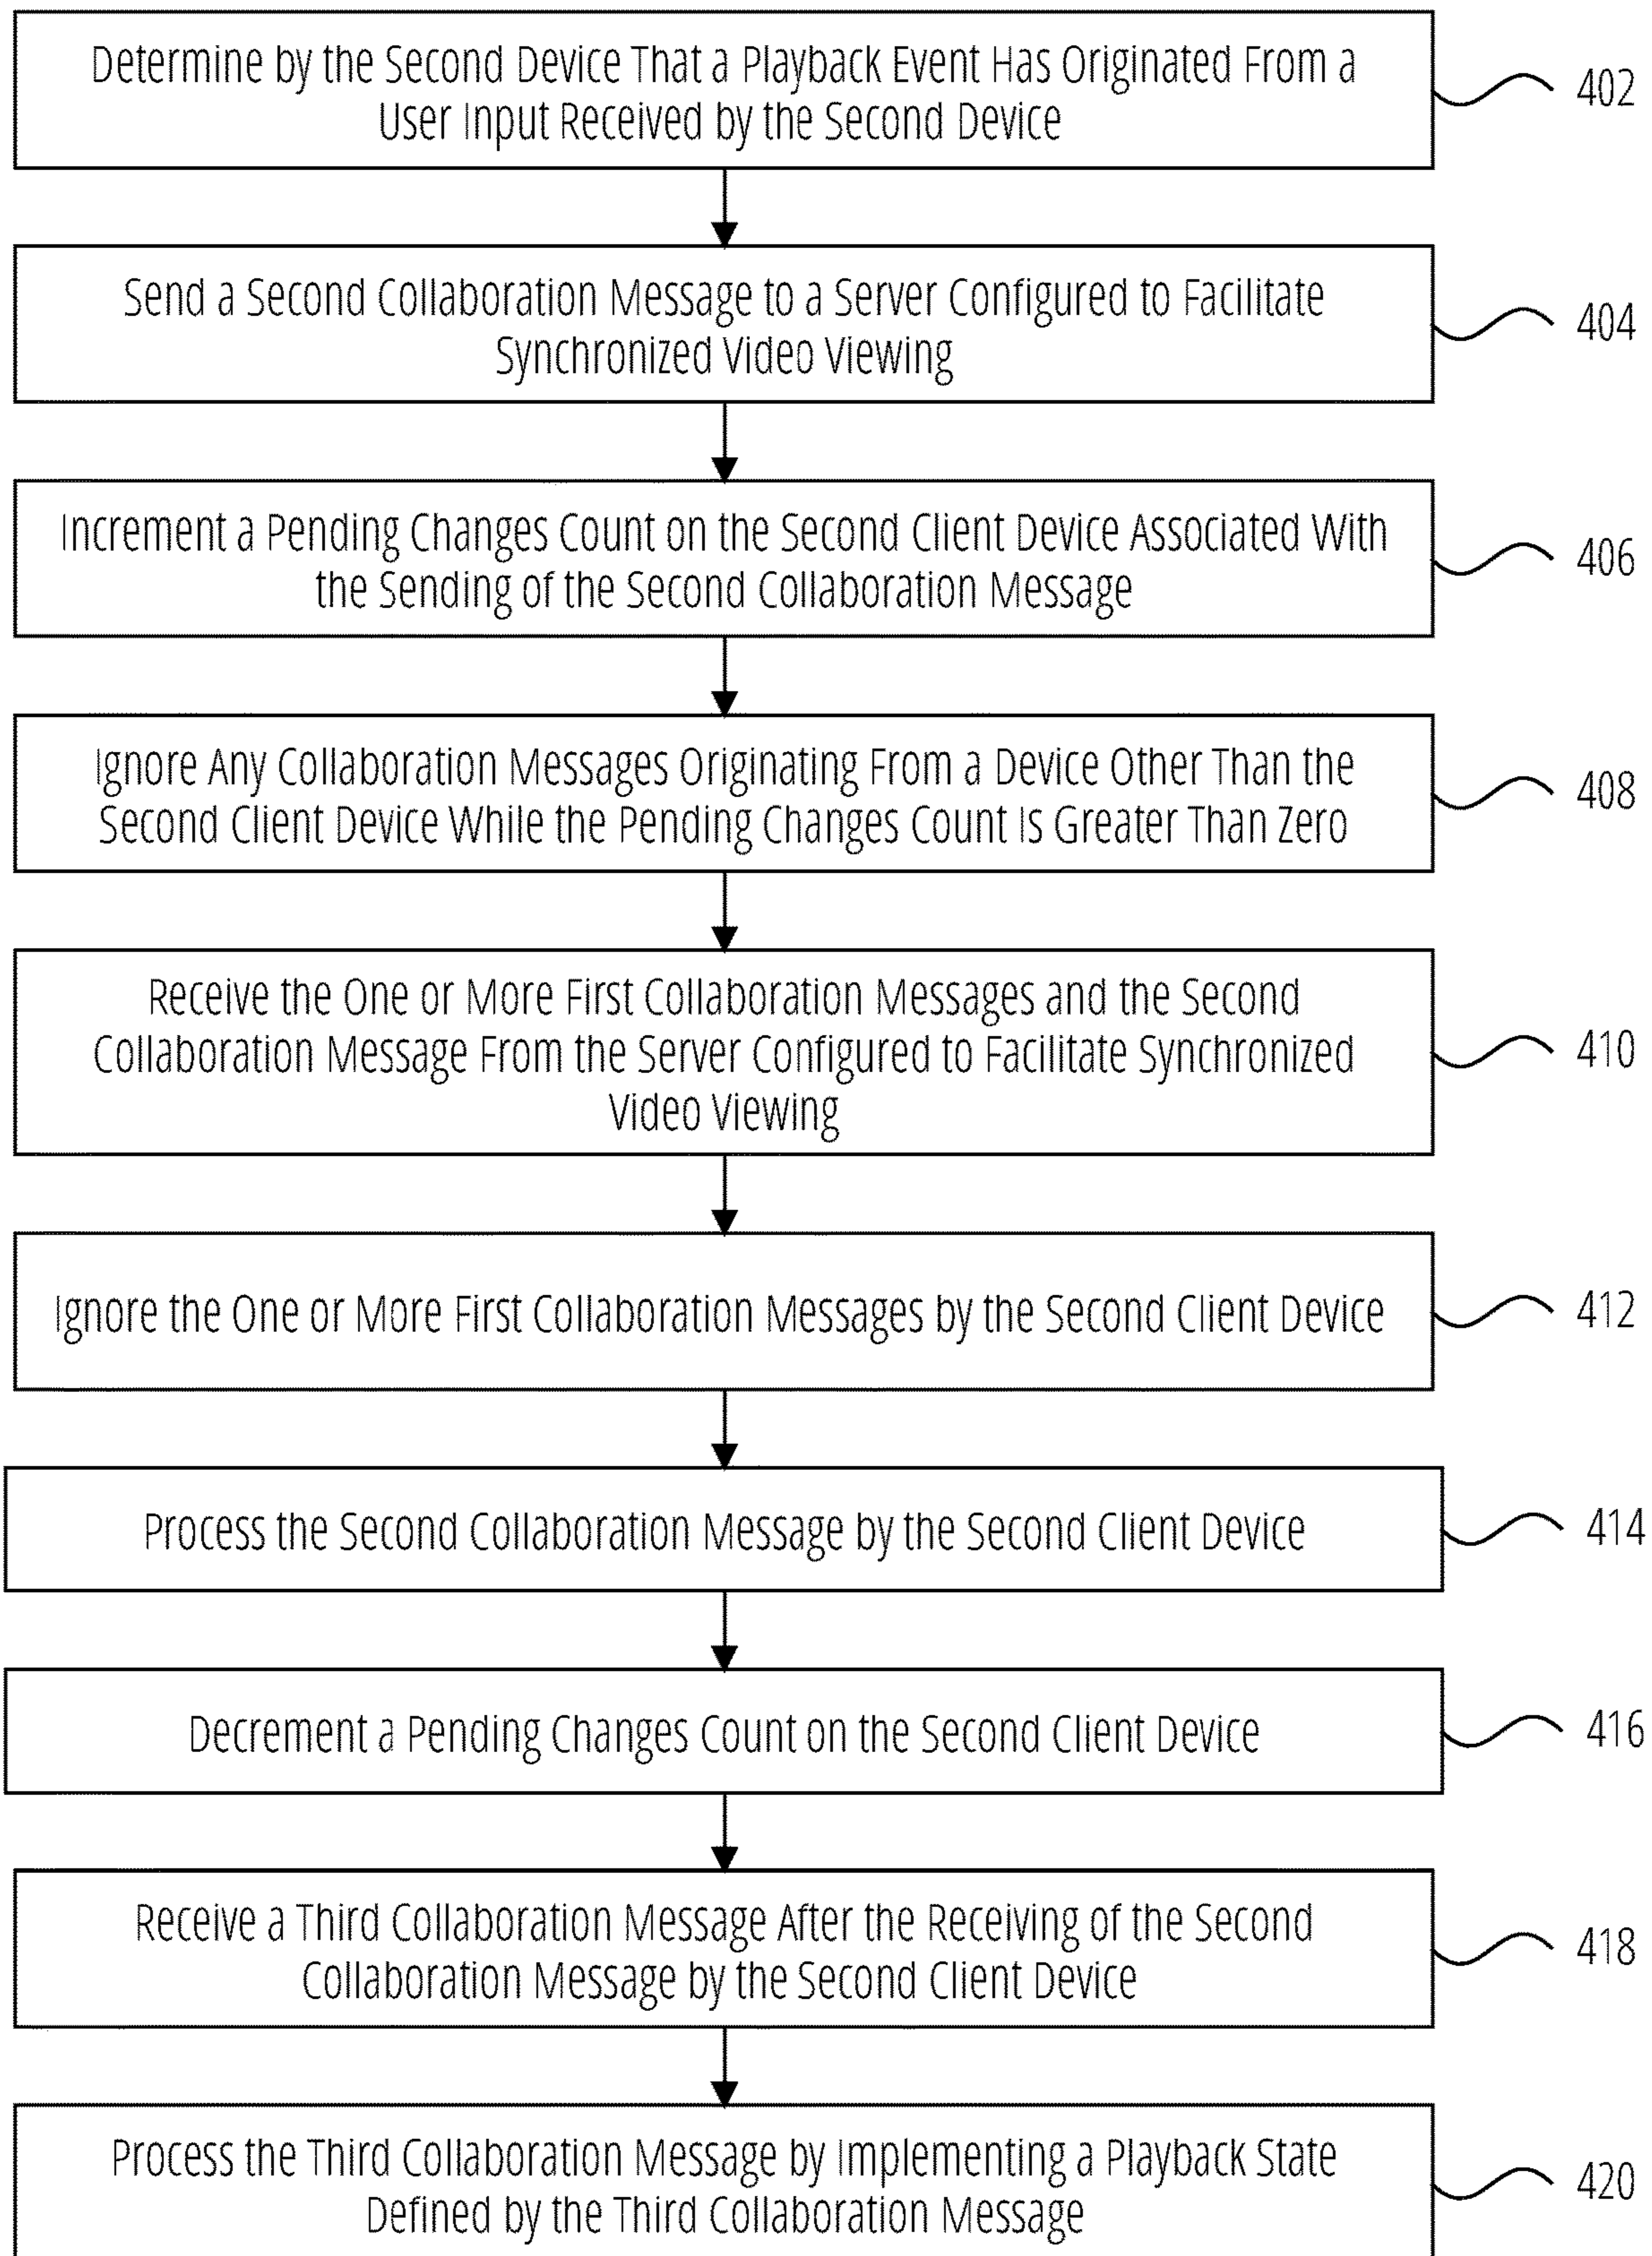 Determine by the Second Device That a Playback Event Has Originated From a
User Input Received by the Second Device
402
Send a Second Collaboration Message to a Server Configured to Facilitate
Synchronized Video Viewing
404
Increment a Pending Changes Count on the Second Client Device Associated With
the Sending of the Second Collaboration Message
406
Ignore Any Collaboration Messages Originating From a Device Other Than the
Second Client Device While the Pending Changes Count Is Greater Than Zero
408
Receive the One or More First Collaboration Messages and the Second
Collaboration Message From the Server Configured to Facilitate Synchronized
Video Viewing
410
Ignore the One or More First Collaboration Messages by the Second Client Device
412
Process the Second Collaboration Message by the Second Client Device
414
Decrement a Pending Changes Count on the Second Client Device
416
Receive a Third Collaboration Message After the Receiving of the Second
Collaboration Message by the Second Client Device
418
Process the Third Collaboration Message by Implementing a Playback State
Defined by the Third Collaboration Message
420